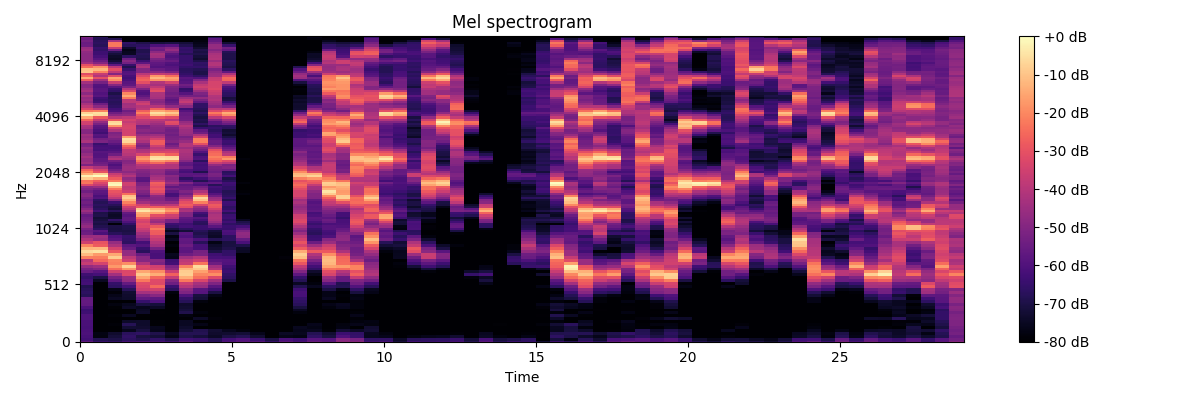 Mel spectrogram
Hz
8192
4096
2048
1024
512
0
0 5 10 15 20 25
Time
+0 dB
-10 dB
-20 dB
-30 dB
-40 dB
-50 dB
-60 dB
-70 dB
-80 dB